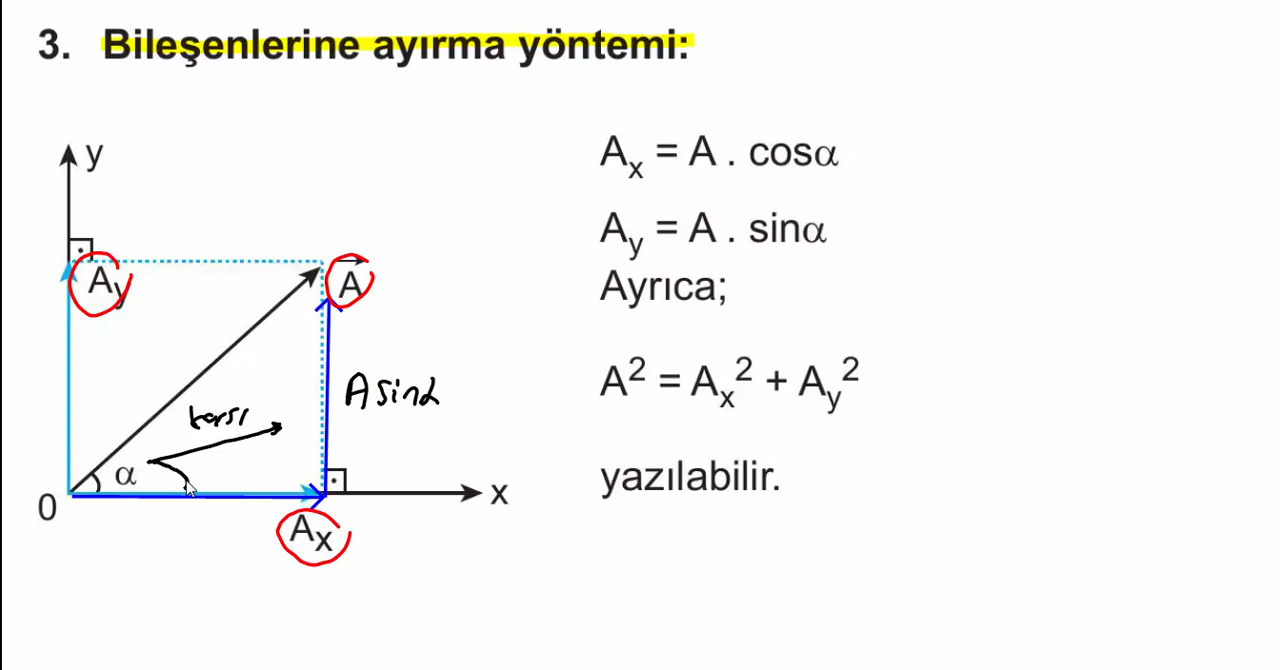 3. Bileşenlerine ayırma yöntemi:
y
A⃗
A_y
A sinα
karşı
α
0
x
A_x
A_x = A . cosα
A_y = A . sinα
Ayrıca;
A² = A_x² + A_y²
yazılabilir.